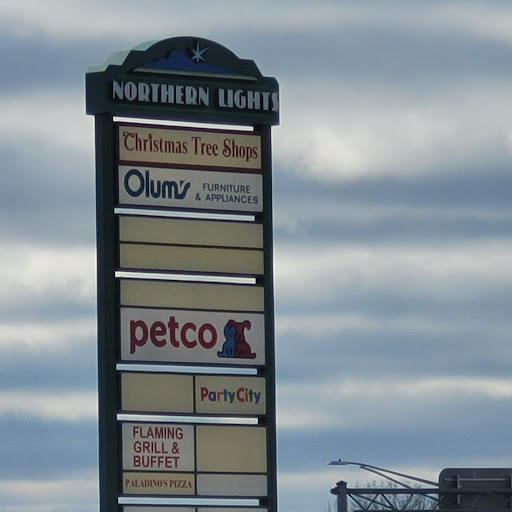 NORTHERN LIGHTS
Christmas Tree Shops
Olum's FURNITURE
& APPLIANCES
petco
PartyCity
FLAMING
GRILL &
BUFFET
PALADINO'S PIZZA